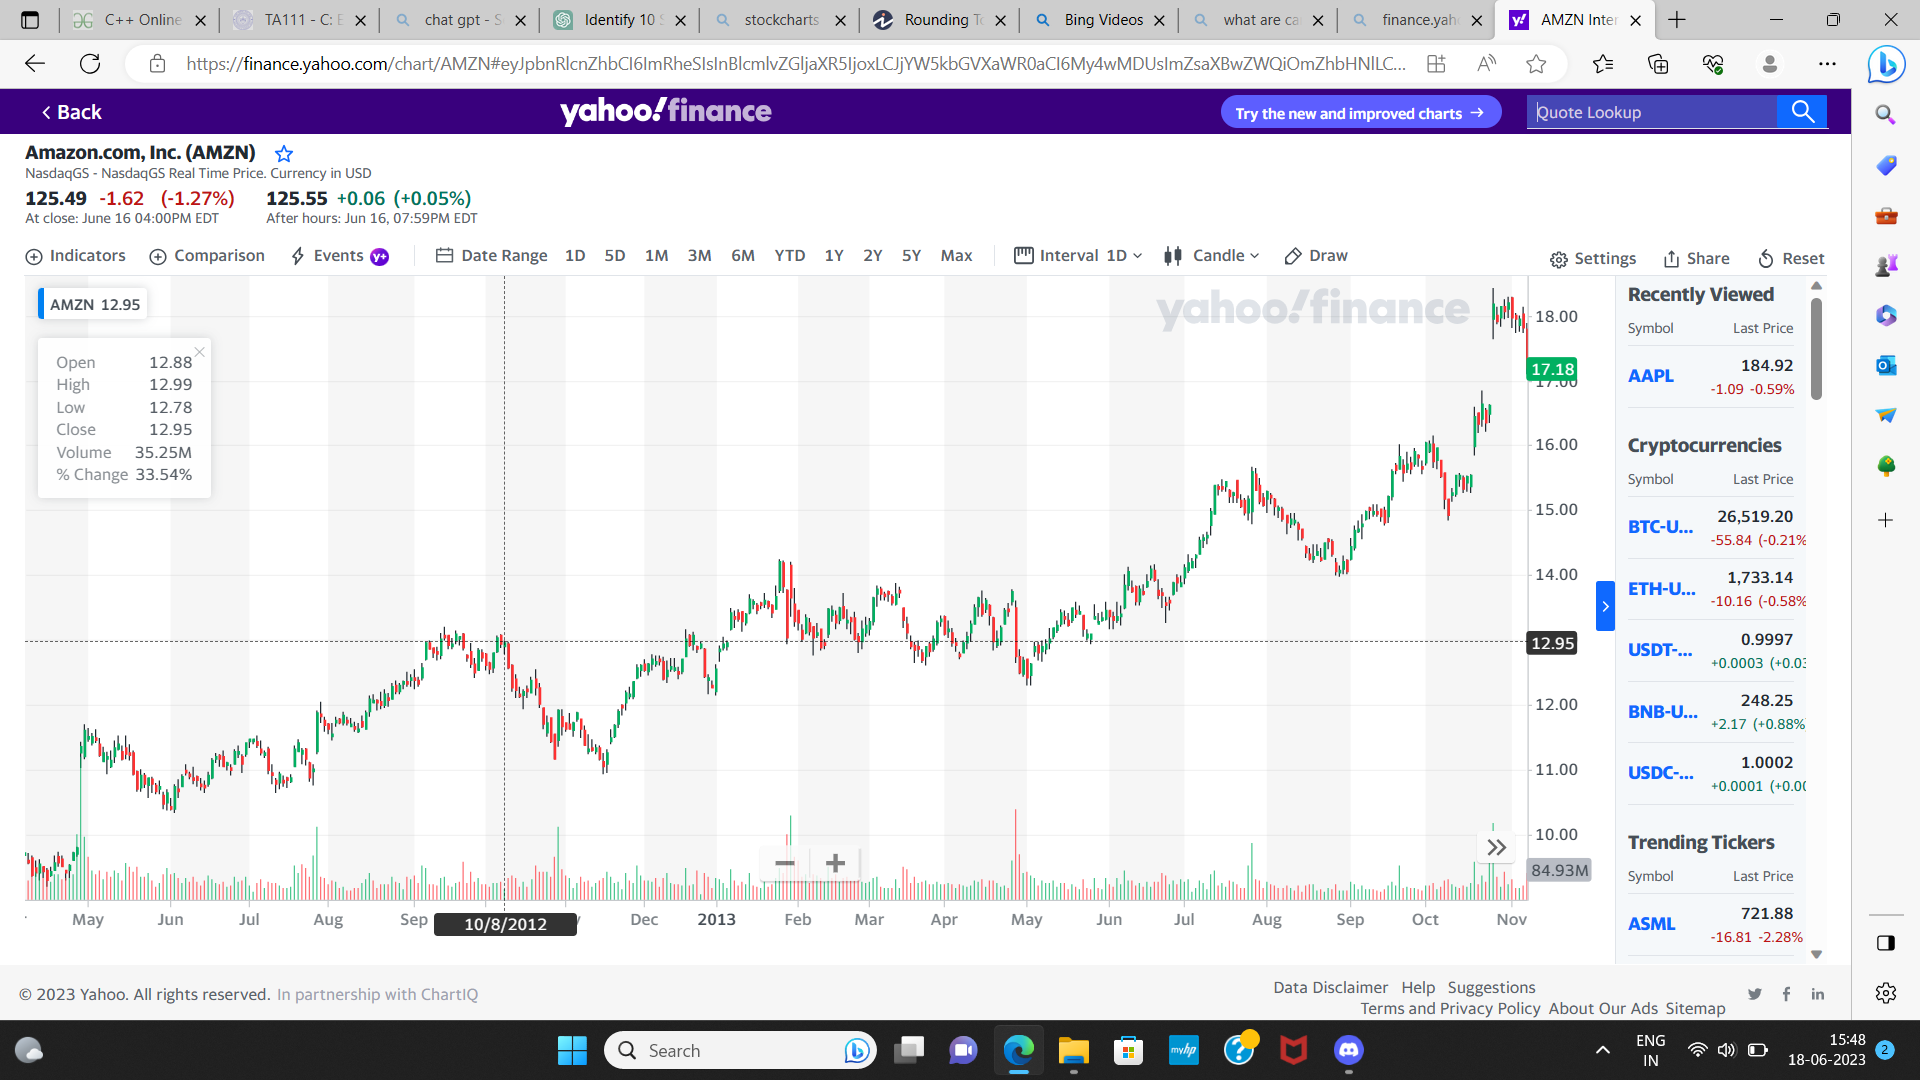 C++ Online
TA111 - C: E
chat gpt - S
Identify 10 S
stockcharts
Rounding To
Bing Videos
what are ca
finance.yah
AMZN Inter
https://finance.yahoo.com/chart/AMZN#eyJpbnRlcnZhbCI6ImRheSIsInBlcmlvZGljaXR5IjoxLCJjYW5kbGVXaWR0aCI6My4wMDUsImZsaXBwZWQiOmZhbHNlLC...
Back
yahoo!finance
Try the new and improved charts
Quote Lookup
Amazon.com, Inc. (AMZN)
NasdaqGS - NasdaqGS Real Time Price. Currency in USD
125.49 -1.62 (-1.27%) 125.55 +0.06 (+0.05%)
At close: June 16 04:00PM EDT After hours: Jun 16, 07:59PM EDT
Indicators Comparison Events y+ Date Range 1D 5D 1M 3M 6M YTD 1Y 2Y 5Y Max Interval 1D Candle Draw Settings Share Reset
AMZN 12.95
Open 12.88
High 12.99
Low 12.78
Close 12.95
Volume 35.25M
% Change 33.54%
yahoo!finance
18.00
17.18
17.00
16.00
15.00
14.00
12.95
12.00
11.00
10.00
84.93M
May Jun Jul Aug Sep 10/8/2012 Dec 2013 Feb Mar Apr May Jun Jul Aug Sep Oct Nov
Recently Viewed
Symbol Last Price
AAPL 184.92
-1.09 -0.59%
Cryptocurrencies
Symbol Last Price
BTC-U... 26,519.20
-55.84 (-0.21%
ETH-U... 1,733.14
-10.16 (-0.58%
USDT-... 0.9997
+0.0003 (+0.03
BNB-U... 248.25
+2.17 (+0.88%
USDC-... 1.0002
+0.0001 (+0.00
Trending Tickers
Symbol Last Price
ASML 721.88
-16.81 -2.28%
© 2023 Yahoo. All rights reserved. In partnership with ChartIQ
Data Disclaimer Help Suggestions
Terms and Privacy Policy About Our Ads Sitemap
Search
myhp
ENG
IN
15:48
18-06-2023
2